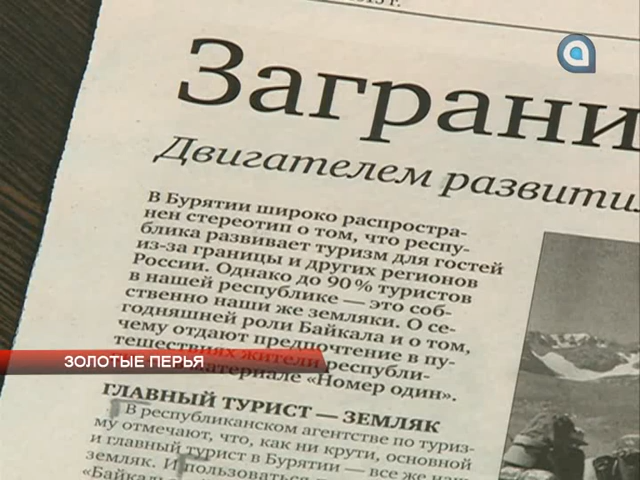 Заграни
Двигателем развити
В Бурятии широко распростра-
нен стереотип о том, что респу-
блика развивает туризм для гостей
из-за границы и других регионов
России. Однако до 90 % туристов
в нашей республике — это соб-
ственно наши же земляки. О се-
годняшней роли Байкала и о том,
чему отдают предпочтение в пу-
тешествиях жители республи-
материале «Номер один».
ЗОЛОТЫЕ ПЕРЬЯ
ГЛАВНЫЙ ТУРИСТ — ЗЕМЛЯК
В республиканском агентстве по туриз-
му отмечают, что, как ни крути, основной
и главный турист в Бурятии — все же наш
земляк. И